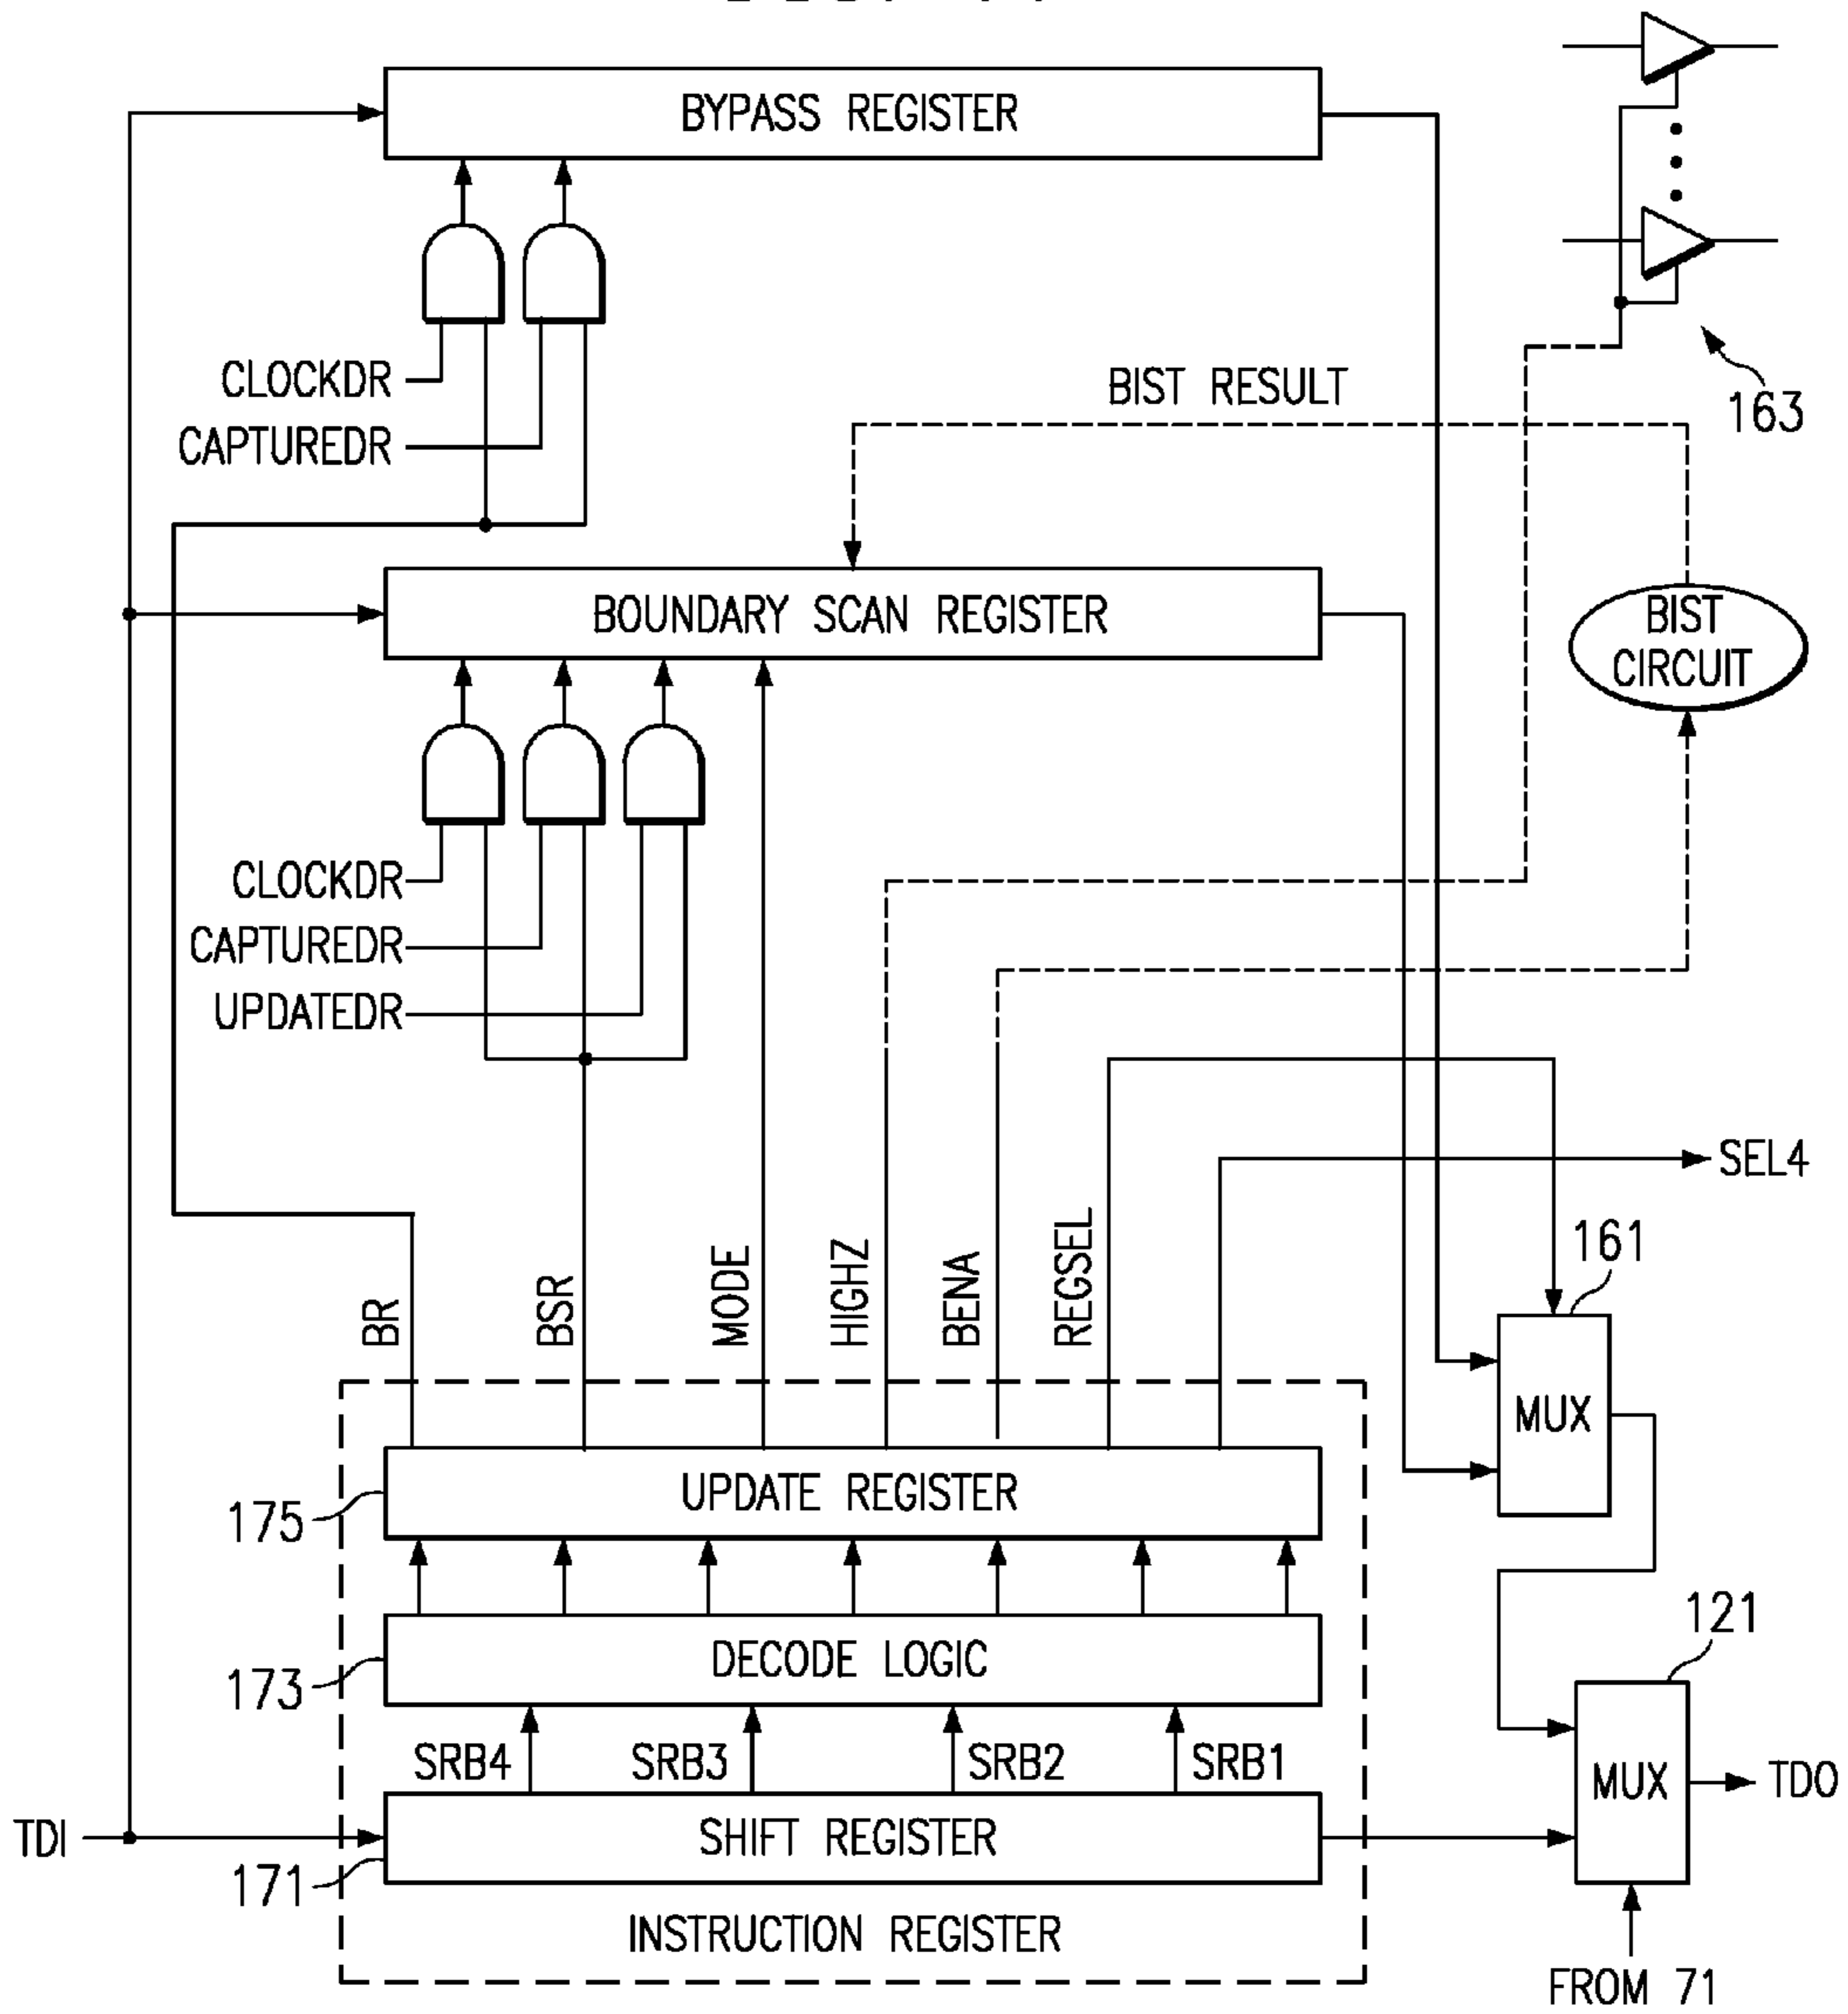 BYPASS REGISTER
CLOCKDR
CAPTUREDR
BIST RESULT
163
BOUNDARY SCAN REGISTER
BIST
CIRCUIT
CLOCKDR
CAPTUREDR
UPDATEDR
SEL4
BR
BSR
MODE
HIGHZ
BENA
REGSEL
161
MUX
UPDATE REGISTER
175
DECODE LOGIC
173
121
SRB4
SRB3
SRB2
SRB1
MUX
TDO
TDI
SHIFT REGISTER
171
INSTRUCTION REGISTER
FROM 71